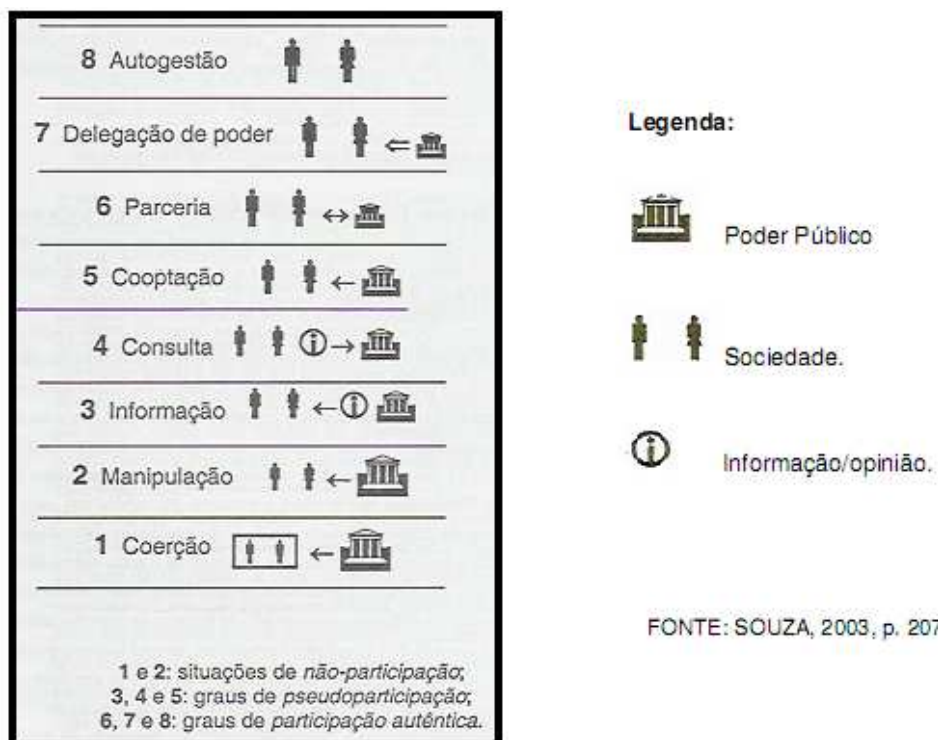 8 Autogestão
7 Delegação de poder
6 Parceria
5 Cooptação
4 Consulta
3 Informação
2 Manipulação
1 Coerção
1 e 2: situações de não-participação;
3, 4 e 5: graus de pseudoparticipação;
6, 7 e 8: graus de participação autêntica.
Legenda:
Poder Público
Sociedade.
Informação/opinião.
FONTE: SOUZA, 2003, p. 207